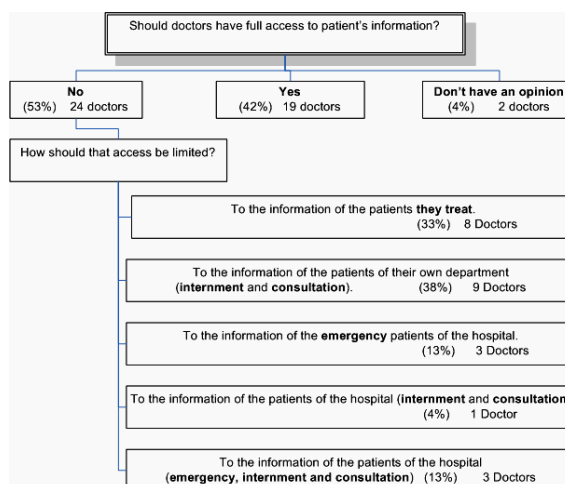 Should doctors have full access to patient's information?
No
(53%) 24 doctors
Yes
(42%) 19 doctors
Don't have an opinion
(4%) 2 doctors
How should that access be limited?
To the information of the patients they treat.
(33%) 8 Doctors
To the information of the patients of their own department
(internment and consultation). (38%) 9 Doctors
To the information of the emergency patients of the hospital.
(13%) 3 Doctors
To the information of the patients of the hospital (internment and consultation
(4%) 1 Doctor
To the information of the patients of the hospital
(emergency, internment and consultation) (13%) 3 Doctors